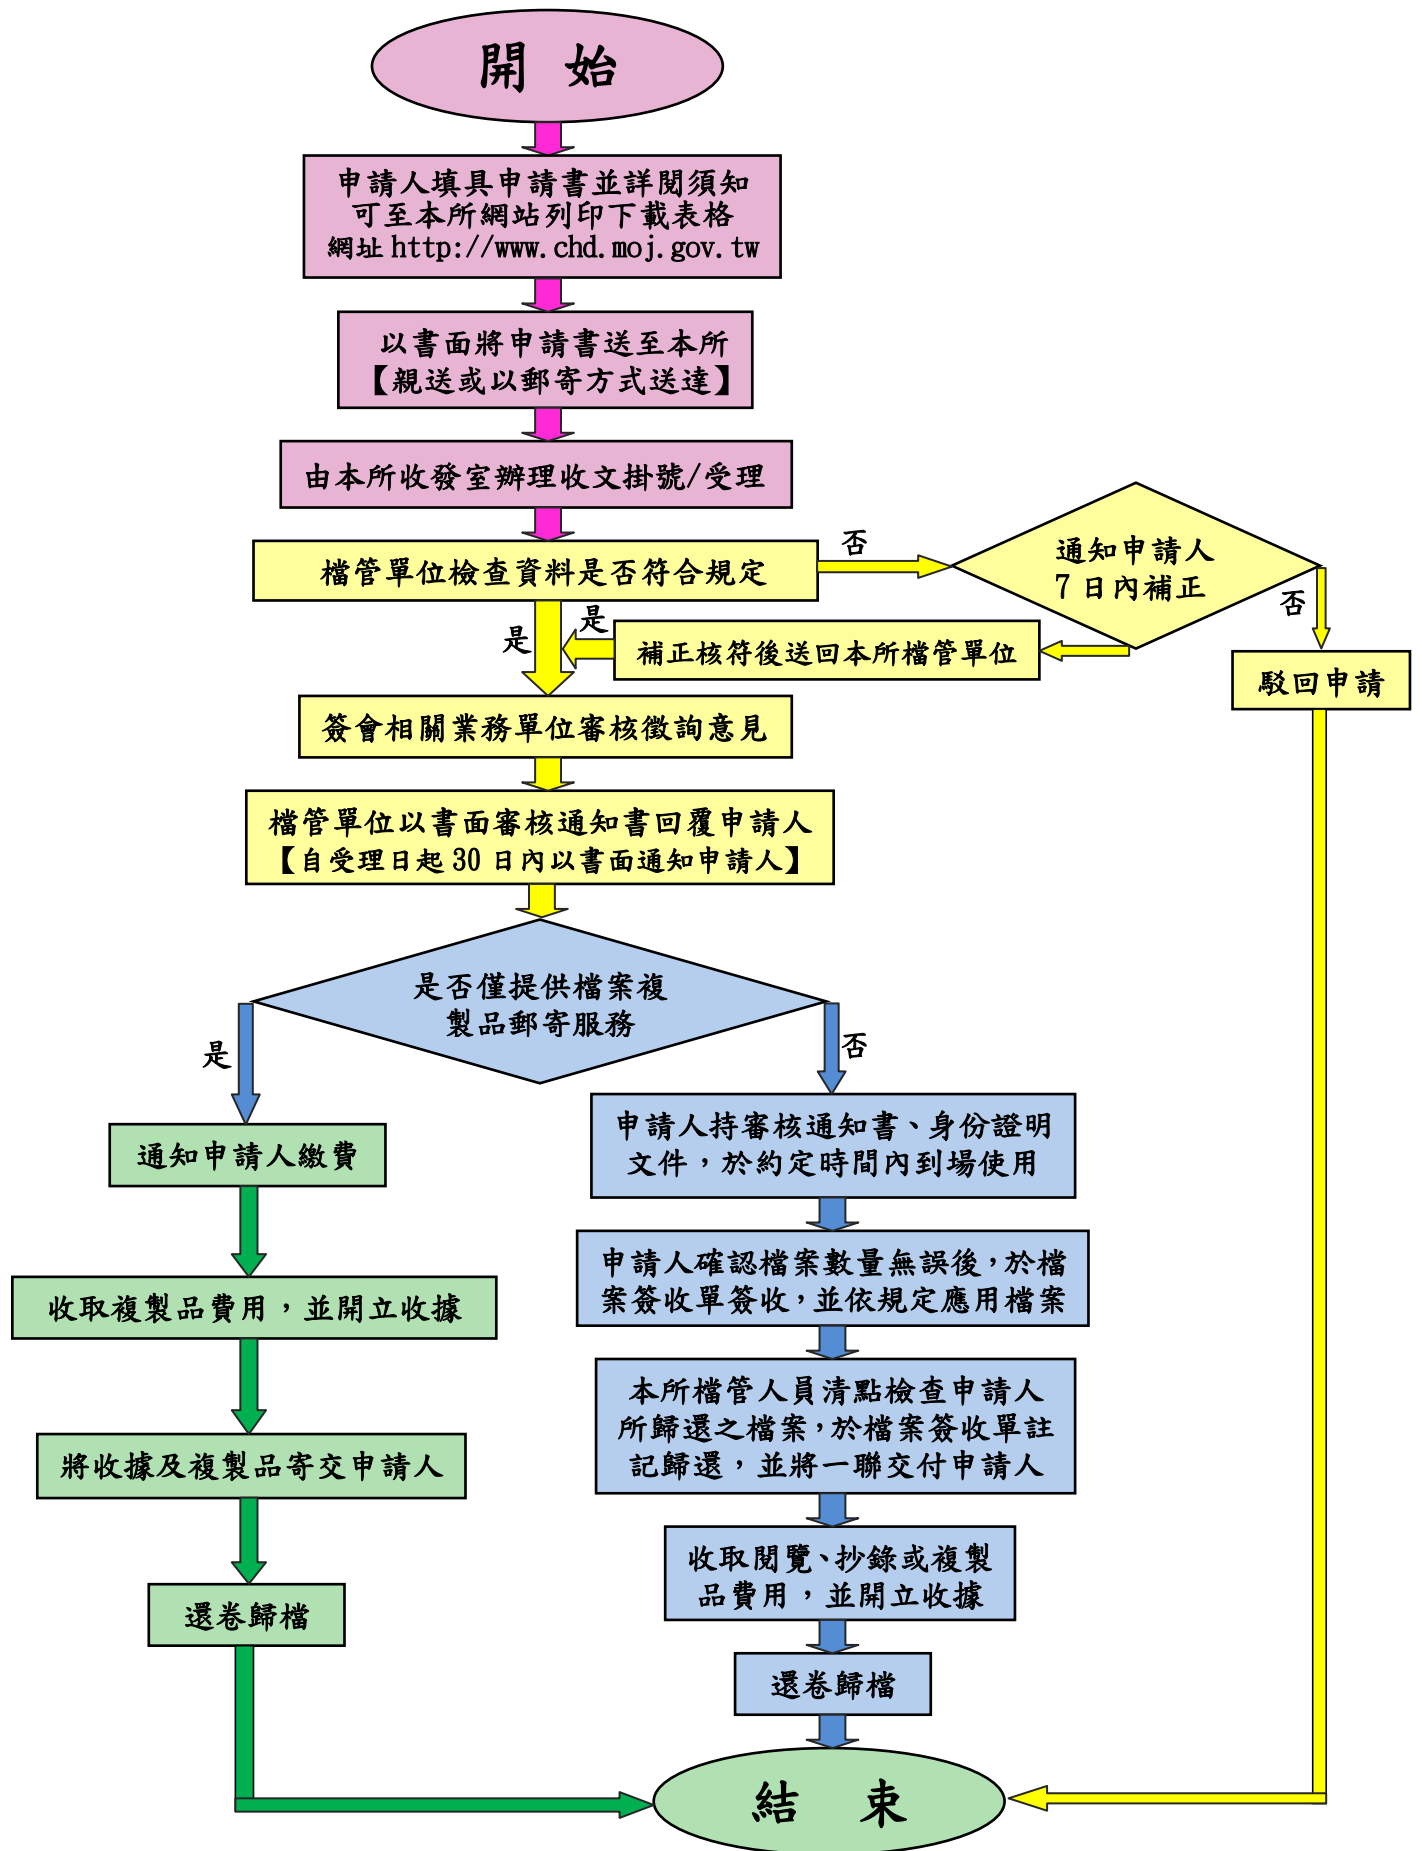 開 始
申請人填具申請書並詳閱須知
可至本所網站列印下載表格
網址 http://www.chd.moj.gov.tw
以書面將申請書送至本所
【親送或以郵寄方式送達】
由本所收發室辦理收文掛號/受理
檔管單位檢查資料是否符合規定
否
通知申請人
7 日內補正
否
是
是
補正核符後送回本所檔管單位
駁回申請
簽會相關業務單位審核徵詢意見
檔管單位以書面審核通知書回覆申請人
【自受理日起 30 日內以書面通知申請人】
是否僅提供檔案複
製品郵寄服務
是
否
通知申請人繳費
收取複製品費用，並開立收據
將收據及複製品寄交申請人
還卷歸檔
申請人持審核通知書、身份證明
文件，於約定時間內到場使用
申請人確認檔案數量無誤後，於檔
案簽收單簽收，並依規定應用檔案
本所檔管人員清點檢查申請人
所歸還之檔案，於檔案簽收單註
記歸還，並將一聯交付申請人
收取閱覽、抄錄或複製
品費用，並開立收據
還卷歸檔
結 束